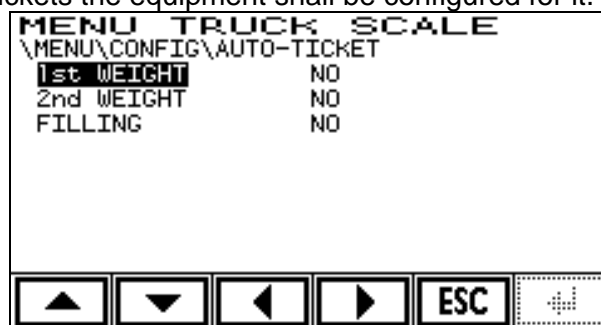 ickets the equipment shall be configured for it.
MENU TRUCK SCALE
\MENU\CONFIG\AUTO-TICKET
1st WEIGHT NO
2nd WEIGHT NO
FILLING NO
ESC